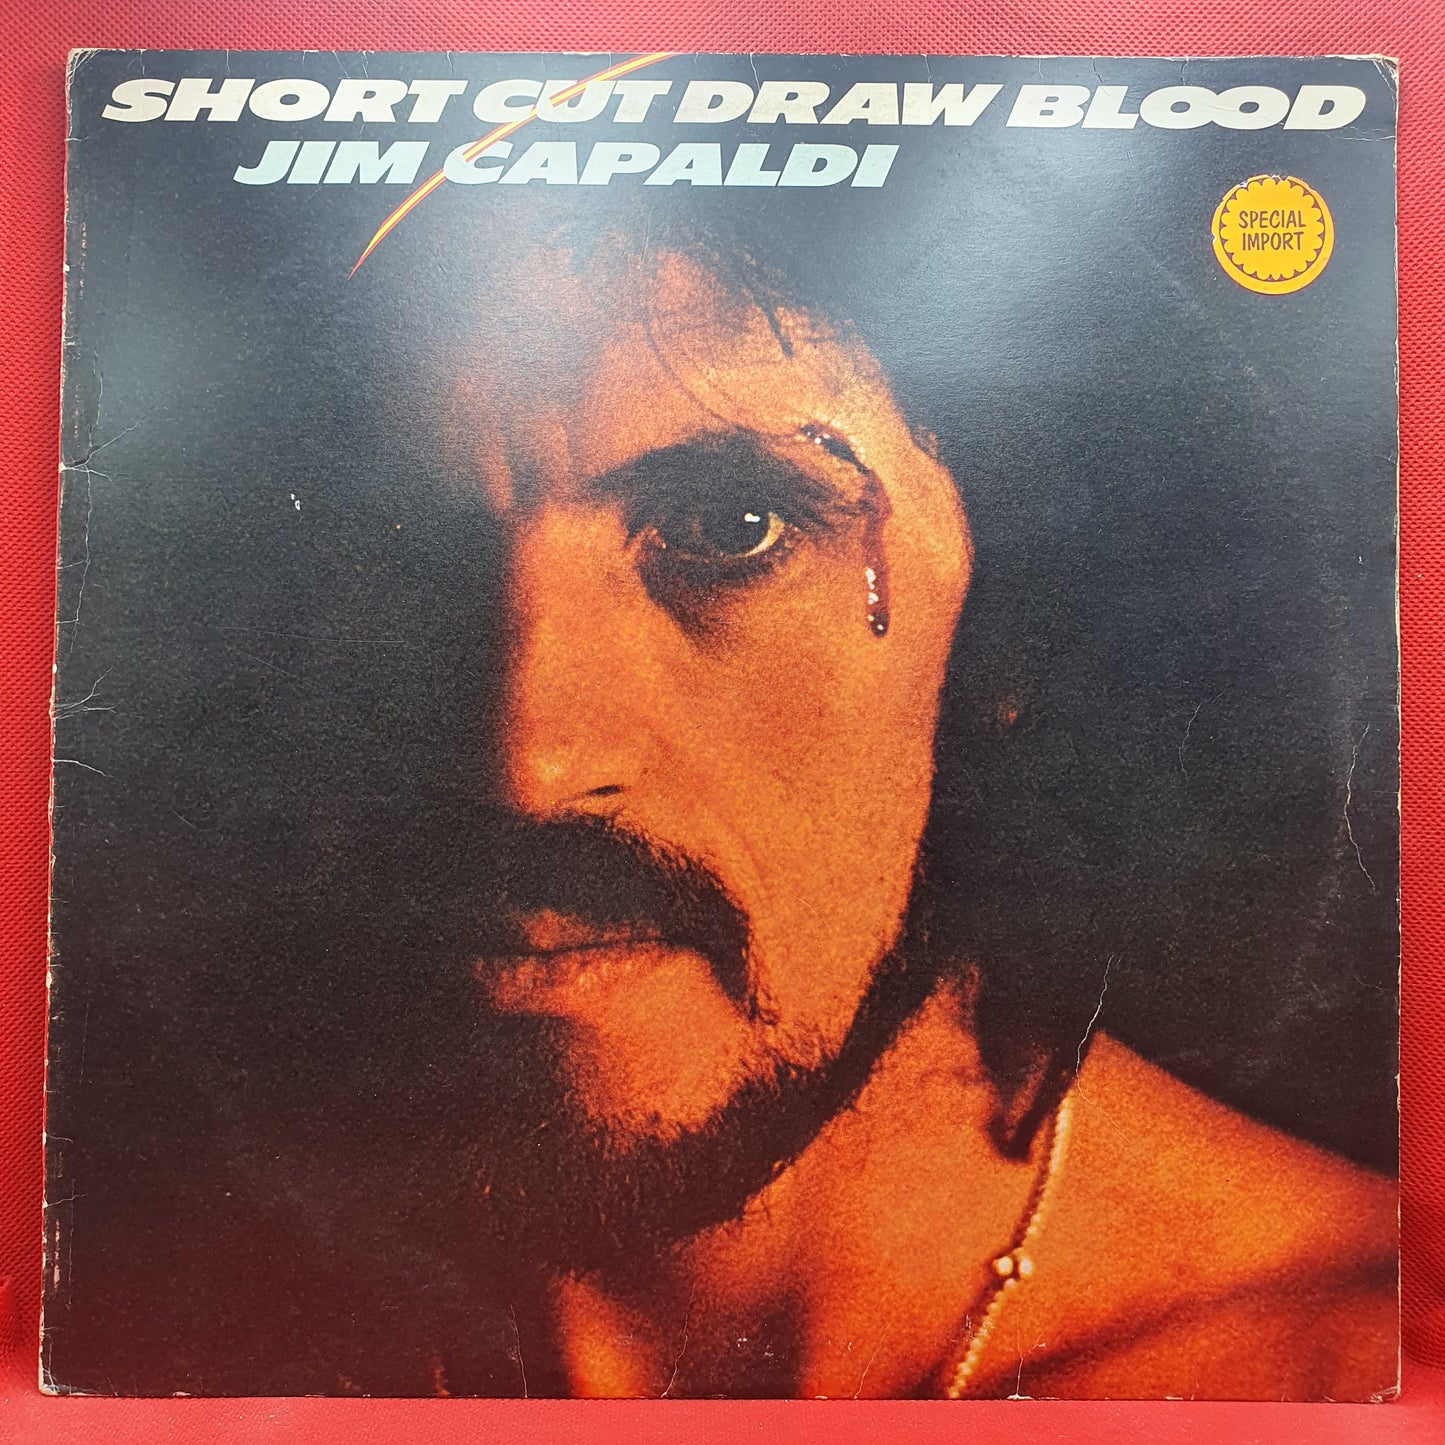 SHORT CUT DRAW BLOOD
JIM CAPALDI
SPECIAL
IMPORT